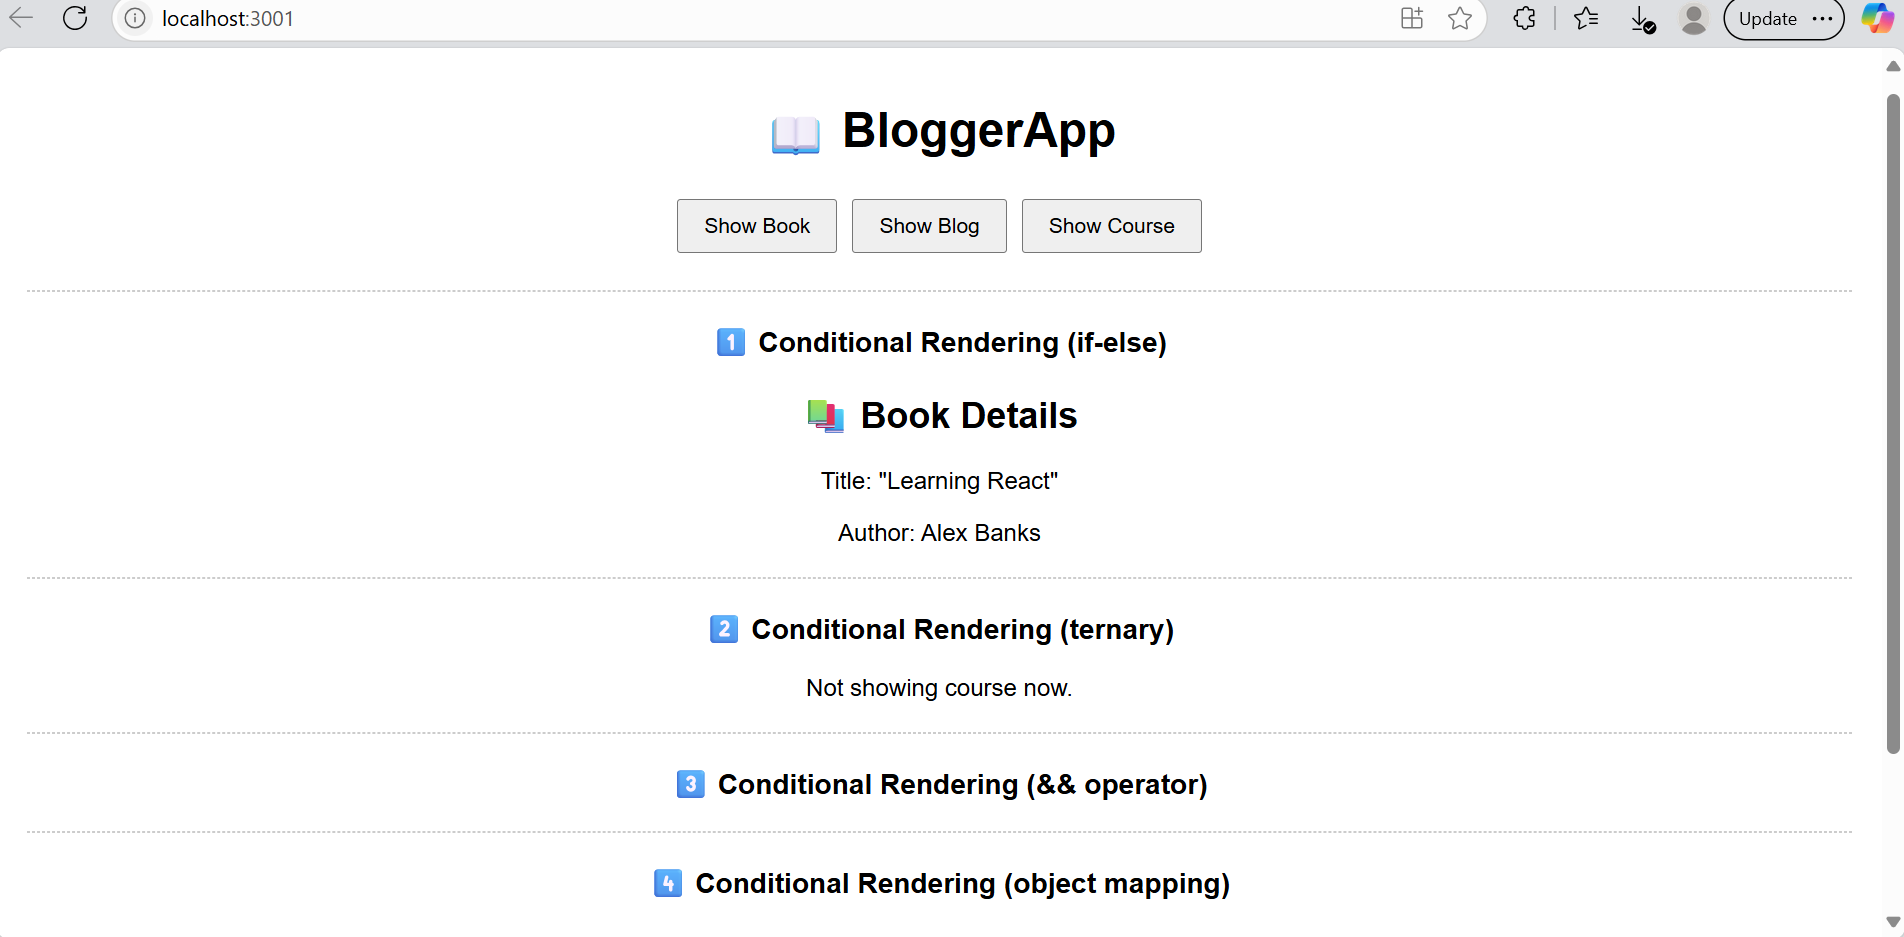 localhost:3001
Update
📖 BloggerApp
Show Book Show Blog Show Course
1️⃣ Conditional Rendering (if-else)
📚 Book Details
Title: "Learning React"
Author: Alex Banks
2️⃣ Conditional Rendering (ternary)
Not showing course now.
3️⃣ Conditional Rendering (&& operator)
4️⃣ Conditional Rendering (object mapping)